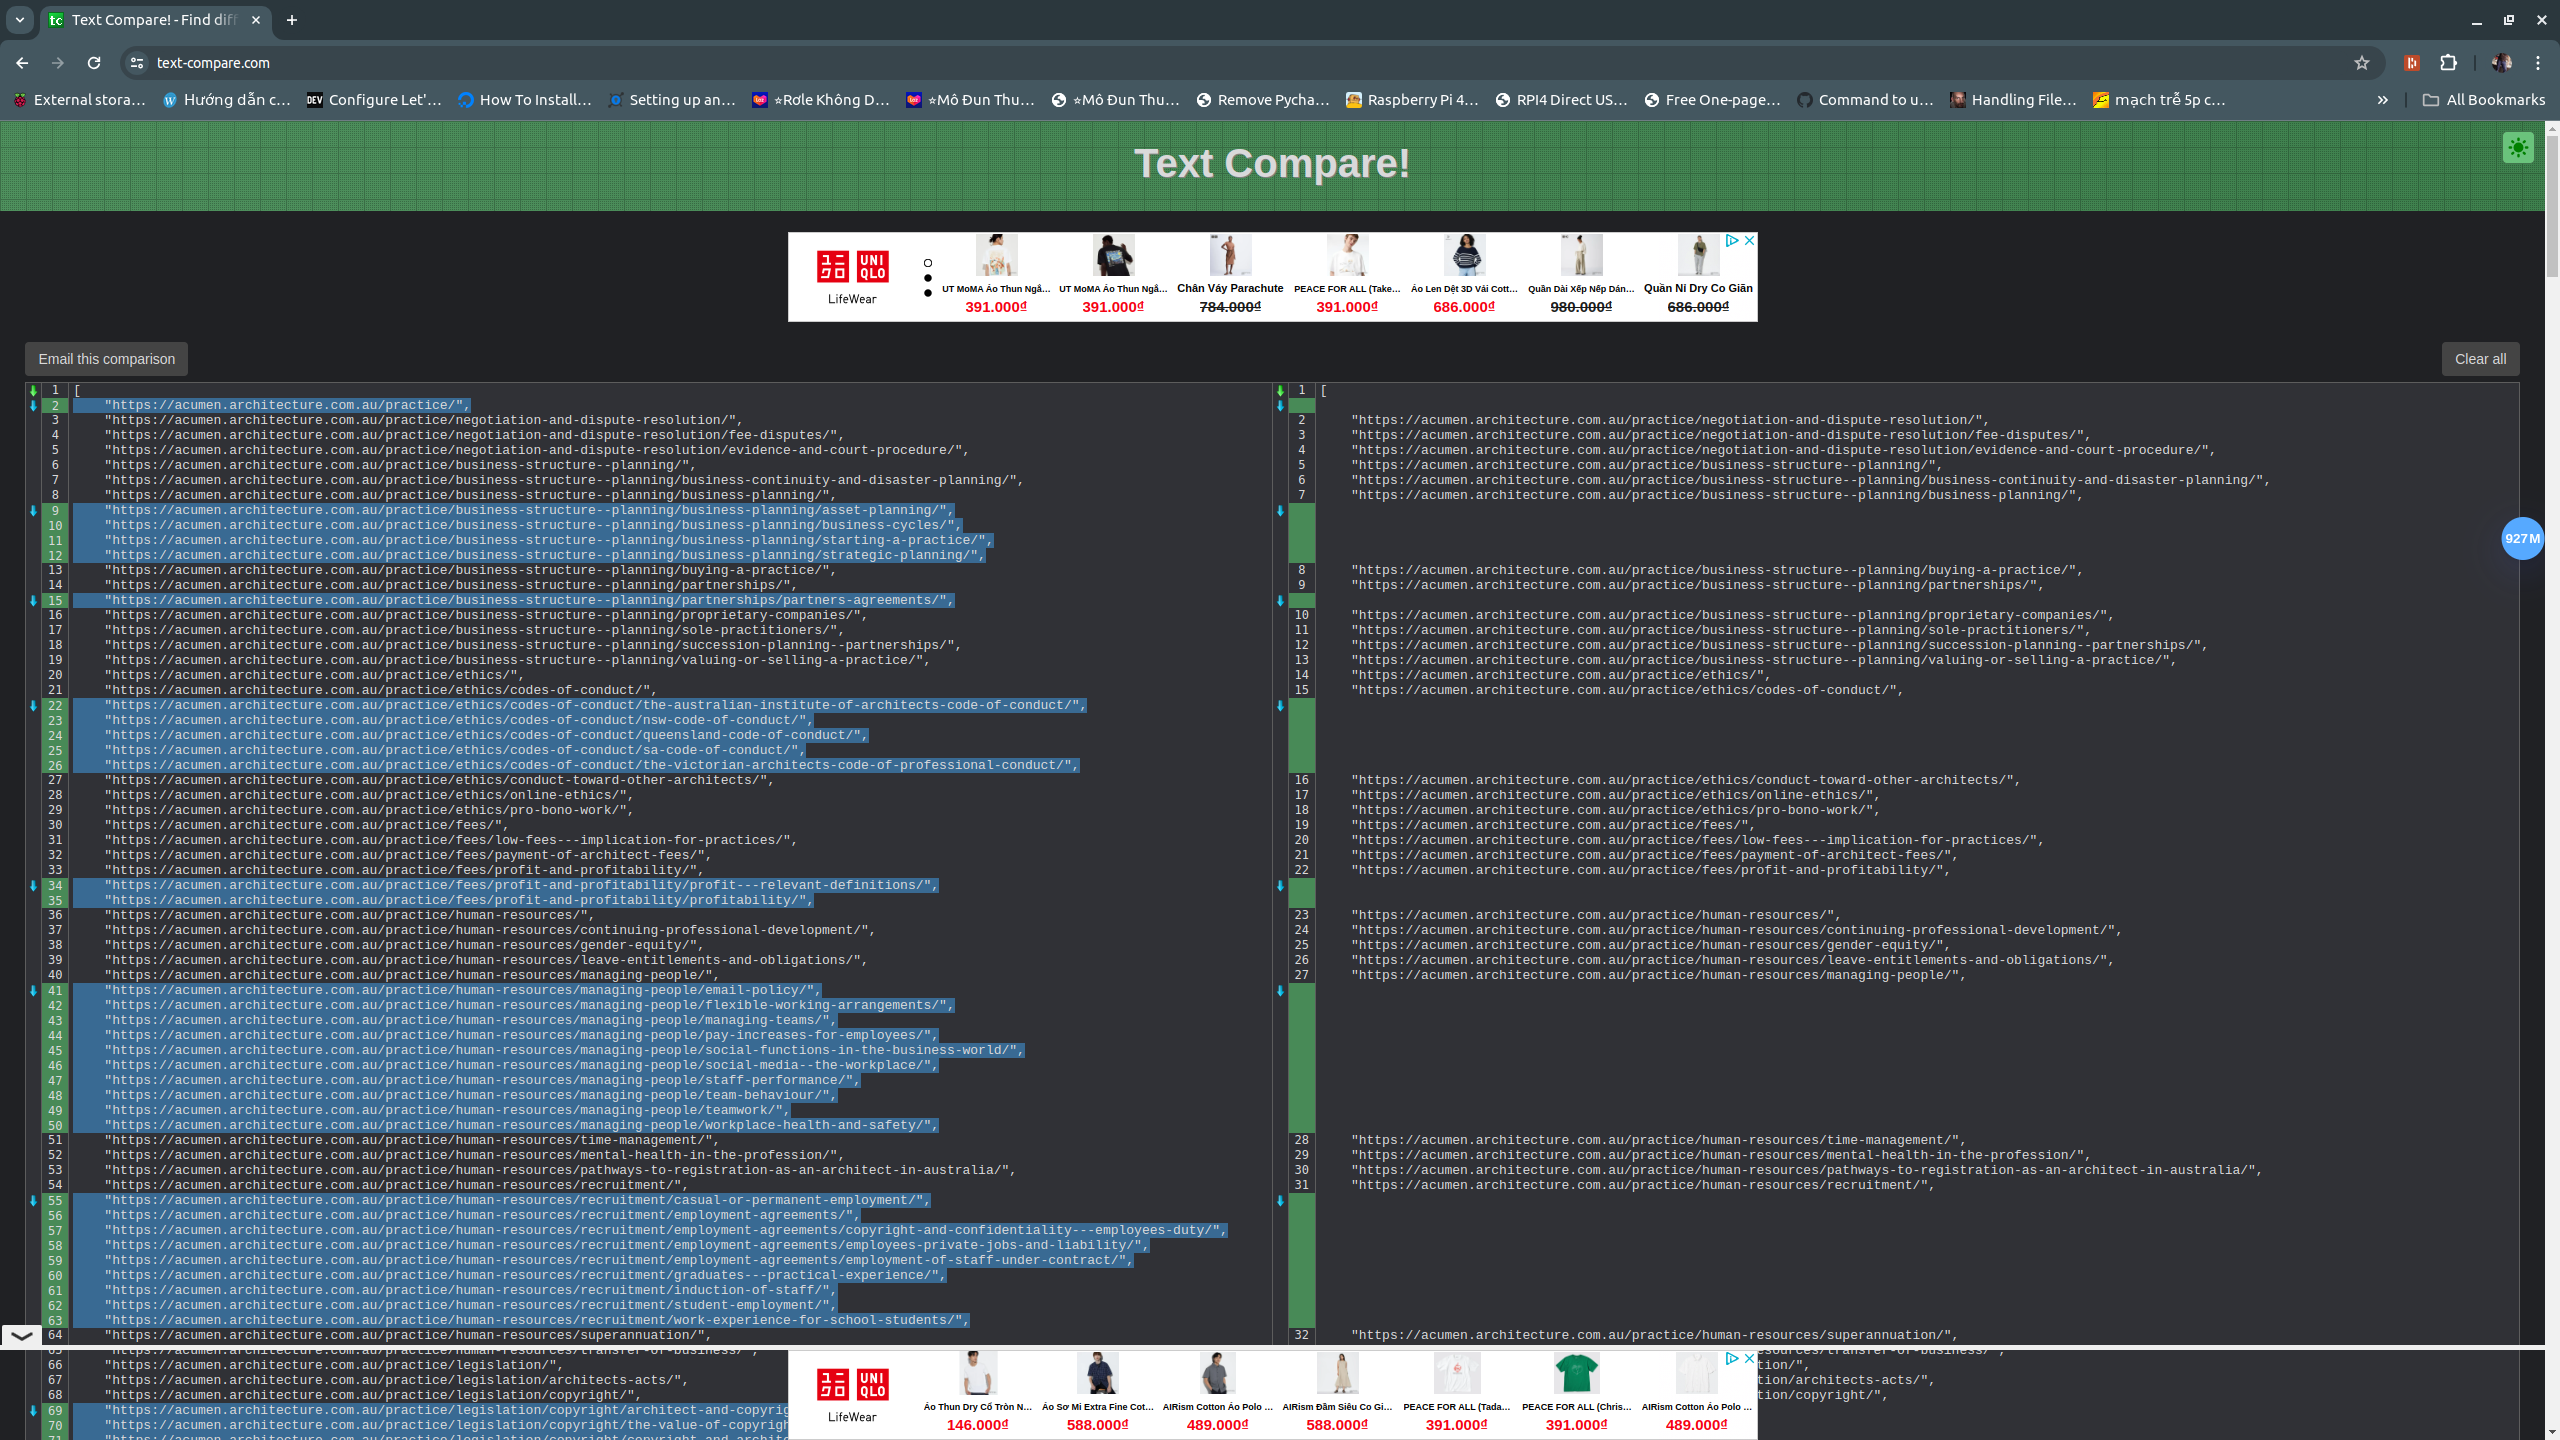 Text Compare! - Find diff
text-compare.com
External stora…
Hướng dẫn c…
Configure Let'…
How To Install…
Setting up an…
⭐Rơle Không D…
⭐Mô Đun Thu…
⭐Mô Đun Thu…
Remove Pycha…
Raspberry Pi 4…
RPI4 Direct US…
Free One-page…
Command to u…
Handling File…
mạch trễ 5p c…
All Bookmarks
Text Compare!
UNIQLO
LifeWear
UT MoMA Áo Thun Ngắ…
391.000₫
UT MoMA Áo Thun Ngắ…
391.000₫
Chân Váy Parachute
784.000₫
PEACE FOR ALL (Take…
391.000₫
Áo Len Dệt 3D Vải Cott…
686.000₫
Quần Dài Xếp Nếp Dán…
980.000₫
Quần Nỉ Dry Co Giãn
686.000₫
Email this comparison
Clear all
927M
1 [
2 "https://acumen.architecture.com.au/practice/",
3 "https://acumen.architecture.com.au/practice/negotiation-and-dispute-resolution/",
4 "https://acumen.architecture.com.au/practice/negotiation-and-dispute-resolution/fee-disputes/",
5 "https://acumen.architecture.com.au/practice/negotiation-and-dispute-resolution/evidence-and-court-procedure/",
6 "https://acumen.architecture.com.au/practice/business-structure--planning/",
7 "https://acumen.architecture.com.au/practice/business-structure--planning/business-continuity-and-disaster-planning/",
8 "https://acumen.architecture.com.au/practice/business-structure--planning/business-planning/",
9 "https://acumen.architecture.com.au/practice/business-structure--planning/business-planning/asset-planning/",
10 "https://acumen.architecture.com.au/practice/business-structure--planning/business-planning/business-cycles/",
11 "https://acumen.architecture.com.au/practice/business-structure--planning/business-planning/starting-a-practice/",
12 "https://acumen.architecture.com.au/practice/business-structure--planning/business-planning/strategic-planning/",
13 "https://acumen.architecture.com.au/practice/business-structure--planning/buying-a-practice/",
14 "https://acumen.architecture.com.au/practice/business-structure--planning/partnerships/",
15 "https://acumen.architecture.com.au/practice/business-structure--planning/partnerships/partners-agreements/",
16 "https://acumen.architecture.com.au/practice/business-structure--planning/proprietary-companies/",
17 "https://acumen.architecture.com.au/practice/business-structure--planning/sole-practitioners/",
18 "https://acumen.architecture.com.au/practice/business-structure--planning/succession-planning--partnerships/",
19 "https://acumen.architecture.com.au/practice/business-structure--planning/valuing-or-selling-a-practice/",
20 "https://acumen.architecture.com.au/practice/ethics/",
21 "https://acumen.architecture.com.au/practice/ethics/codes-of-conduct/",
22 "https://acumen.architecture.com.au/practice/ethics/codes-of-conduct/the-australian-institute-of-architects-code-of-conduct/",
23 "https://acumen.architecture.com.au/practice/ethics/codes-of-conduct/nsw-code-of-conduct/",
24 "https://acumen.architecture.com.au/practice/ethics/codes-of-conduct/queensland-code-of-conduct/",
25 "https://acumen.architecture.com.au/practice/ethics/codes-of-conduct/sa-code-of-conduct/",
26 "https://acumen.architecture.com.au/practice/ethics/codes-of-conduct/the-victorian-architects-code-of-professional-conduct/",
27 "https://acumen.architecture.com.au/practice/ethics/conduct-toward-other-architects/",
28 "https://acumen.architecture.com.au/practice/ethics/online-ethics/",
29 "https://acumen.architecture.com.au/practice/ethics/pro-bono-work/",
30 "https://acumen.architecture.com.au/practice/fees/",
31 "https://acumen.architecture.com.au/practice/fees/low-fees---implication-for-practices/",
32 "https://acumen.architecture.com.au/practice/fees/payment-of-architect-fees/",
33 "https://acumen.architecture.com.au/practice/fees/profit-and-profitability/",
34 "https://acumen.architecture.com.au/practice/fees/profit-and-profitability/profit---relevant-definitions/",
35 "https://acumen.architecture.com.au/practice/fees/profit-and-profitability/profitability/",
36 "https://acumen.architecture.com.au/practice/human-resources/",
37 "https://acumen.architecture.com.au/practice/human-resources/continuing-professional-development/",
38 "https://acumen.architecture.com.au/practice/human-resources/gender-equity/",
39 "https://acumen.architecture.com.au/practice/human-resources/leave-entitlements-and-obligations/",
40 "https://acumen.architecture.com.au/practice/human-resources/managing-people/",
41 "https://acumen.architecture.com.au/practice/human-resources/managing-people/email-policy/",
42 "https://acumen.architecture.com.au/practice/human-resources/managing-people/flexible-working-arrangements/",
43 "https://acumen.architecture.com.au/practice/human-resources/managing-people/managing-teams/",
44 "https://acumen.architecture.com.au/practice/human-resources/managing-people/pay-increases-for-employees/",
45 "https://acumen.architecture.com.au/practice/human-resources/managing-people/social-functions-in-the-business-world/",
46 "https://acumen.architecture.com.au/practice/human-resources/managing-people/social-media--the-workplace/",
47 "https://acumen.architecture.com.au/practice/human-resources/managing-people/staff-performance/",
48 "https://acumen.architecture.com.au/practice/human-resources/managing-people/team-behaviour/",
49 "https://acumen.architecture.com.au/practice/human-resources/managing-people/teamwork/",
50 "https://acumen.architecture.com.au/practice/human-resources/managing-people/workplace-health-and-safety/",
51 "https://acumen.architecture.com.au/practice/human-resources/time-management/",
52 "https://acumen.architecture.com.au/practice/human-resources/mental-health-in-the-profession/",
53 "https://acumen.architecture.com.au/practice/human-resources/pathways-to-registration-as-an-architect-in-australia/",
54 "https://acumen.architecture.com.au/practice/human-resources/recruitment/",
55 "https://acumen.architecture.com.au/practice/human-resources/recruitment/casual-or-permanent-employment/",
56 "https://acumen.architecture.com.au/practice/human-resources/recruitment/employment-agreements/",
57 "https://acumen.architecture.com.au/practice/human-resources/recruitment/employment-agreements/copyright-and-confidentiality---employees-duty/",
58 "https://acumen.architecture.com.au/practice/human-resources/recruitment/employment-agreements/employees-private-jobs-and-liability/",
59 "https://acumen.architecture.com.au/practice/human-resources/recruitment/employment-agreements/employment-of-staff-under-contract/",
60 "https://acumen.architecture.com.au/practice/human-resources/recruitment/graduates---practical-experience/",
61 "https://acumen.architecture.com.au/practice/human-resources/recruitment/induction-of-staff/",
62 "https://acumen.architecture.com.au/practice/human-resources/recruitment/student-employment/",
63 "https://acumen.architecture.com.au/practice/human-resources/recruitment/work-experience-for-school-students/",
64 "https://acumen.architecture.com.au/practice/human-resources/superannuation/",
65 "https://acumen.architecture.com.au/practice/human-resources/transfer-of-business/",
66 "https://acumen.architecture.com.au/practice/legislation/",
67 "https://acumen.architecture.com.au/practice/legislation/architects-acts/",
68 "https://acumen.architecture.com.au/practice/legislation/copyright/",
69 "https://acumen.architecture.com.au/practice/legislation/copyright/architect-and-copyrig
70 "https://acumen.architecture.com.au/practice/legislation/copyright/the-value-of-copyrigh
71 "https://acumen.architecture.com.au/practice/legislation/copyright/copyright-and-archite
1 [
2 "https://acumen.architecture.com.au/practice/negotiation-and-dispute-resolution/",
3 "https://acumen.architecture.com.au/practice/negotiation-and-dispute-resolution/fee-disputes/",
4 "https://acumen.architecture.com.au/practice/negotiation-and-dispute-resolution/evidence-and-court-procedure/",
5 "https://acumen.architecture.com.au/practice/business-structure--planning/",
6 "https://acumen.architecture.com.au/practice/business-structure--planning/business-continuity-and-disaster-planning/",
7 "https://acumen.architecture.com.au/practice/business-structure--planning/business-planning/",
8 "https://acumen.architecture.com.au/practice/business-structure--planning/buying-a-practice/",
9 "https://acumen.architecture.com.au/practice/business-structure--planning/partnerships/",
10 "https://acumen.architecture.com.au/practice/business-structure--planning/proprietary-companies/",
11 "https://acumen.architecture.com.au/practice/business-structure--planning/sole-practitioners/",
12 "https://acumen.architecture.com.au/practice/business-structure--planning/succession-planning--partnerships/",
13 "https://acumen.architecture.com.au/practice/business-structure--planning/valuing-or-selling-a-practice/",
14 "https://acumen.architecture.com.au/practice/ethics/",
15 "https://acumen.architecture.com.au/practice/ethics/codes-of-conduct/",
16 "https://acumen.architecture.com.au/practice/ethics/conduct-toward-other-architects/",
17 "https://acumen.architecture.com.au/practice/ethics/online-ethics/",
18 "https://acumen.architecture.com.au/practice/ethics/pro-bono-work/",
19 "https://acumen.architecture.com.au/practice/fees/",
20 "https://acumen.architecture.com.au/practice/fees/low-fees---implication-for-practices/",
21 "https://acumen.architecture.com.au/practice/fees/payment-of-architect-fees/",
22 "https://acumen.architecture.com.au/practice/fees/profit-and-profitability/",
23 "https://acumen.architecture.com.au/practice/human-resources/",
24 "https://acumen.architecture.com.au/practice/human-resources/continuing-professional-development/",
25 "https://acumen.architecture.com.au/practice/human-resources/gender-equity/",
26 "https://acumen.architecture.com.au/practice/human-resources/leave-entitlements-and-obligations/",
27 "https://acumen.architecture.com.au/practice/human-resources/managing-people/",
28 "https://acumen.architecture.com.au/practice/human-resources/time-management/",
29 "https://acumen.architecture.com.au/practice/human-resources/mental-health-in-the-profession/",
30 "https://acumen.architecture.com.au/practice/human-resources/pathways-to-registration-as-an-architect-in-australia/",
31 "https://acumen.architecture.com.au/practice/human-resources/recruitment/",
32 "https://acumen.architecture.com.au/practice/human-resources/superannuation/",
rces/transfer-of-business/",
tion/",
tion/architects-acts/",
tion/copyright/",
UNIQLO
LifeWear
Áo Thun Dry Cổ Tròn N…
146.000₫
Áo Sơ Mi Extra Fine Cot…
588.000₫
AIRism Cotton Áo Polo …
489.000₫
AIRism Đầm Siêu Co Gi…
588.000₫
PEACE FOR ALL (Tada…
391.000₫
PEACE FOR ALL (Chris…
391.000₫
AIRism Cotton Áo Polo …
489.000₫